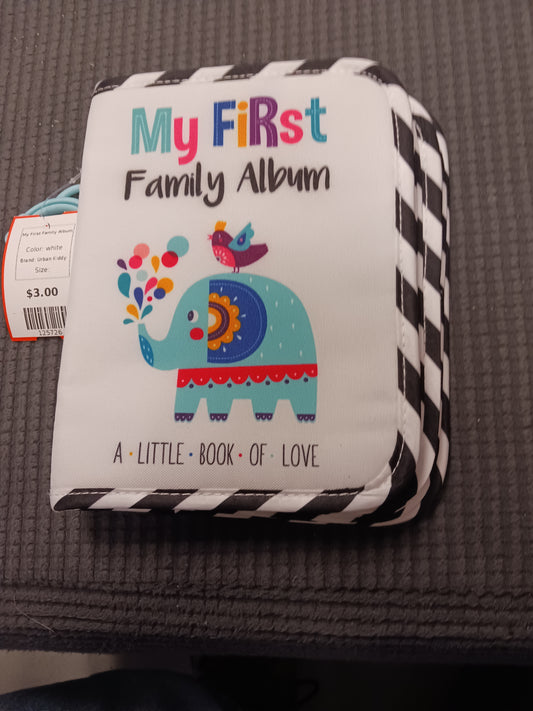 My FiRst
Family Album
A • LITTLE • BOOK • OF • LOVE
My First Family Album
Color: white
Brand: Urban Kiddy
Size:
$3.00
125726